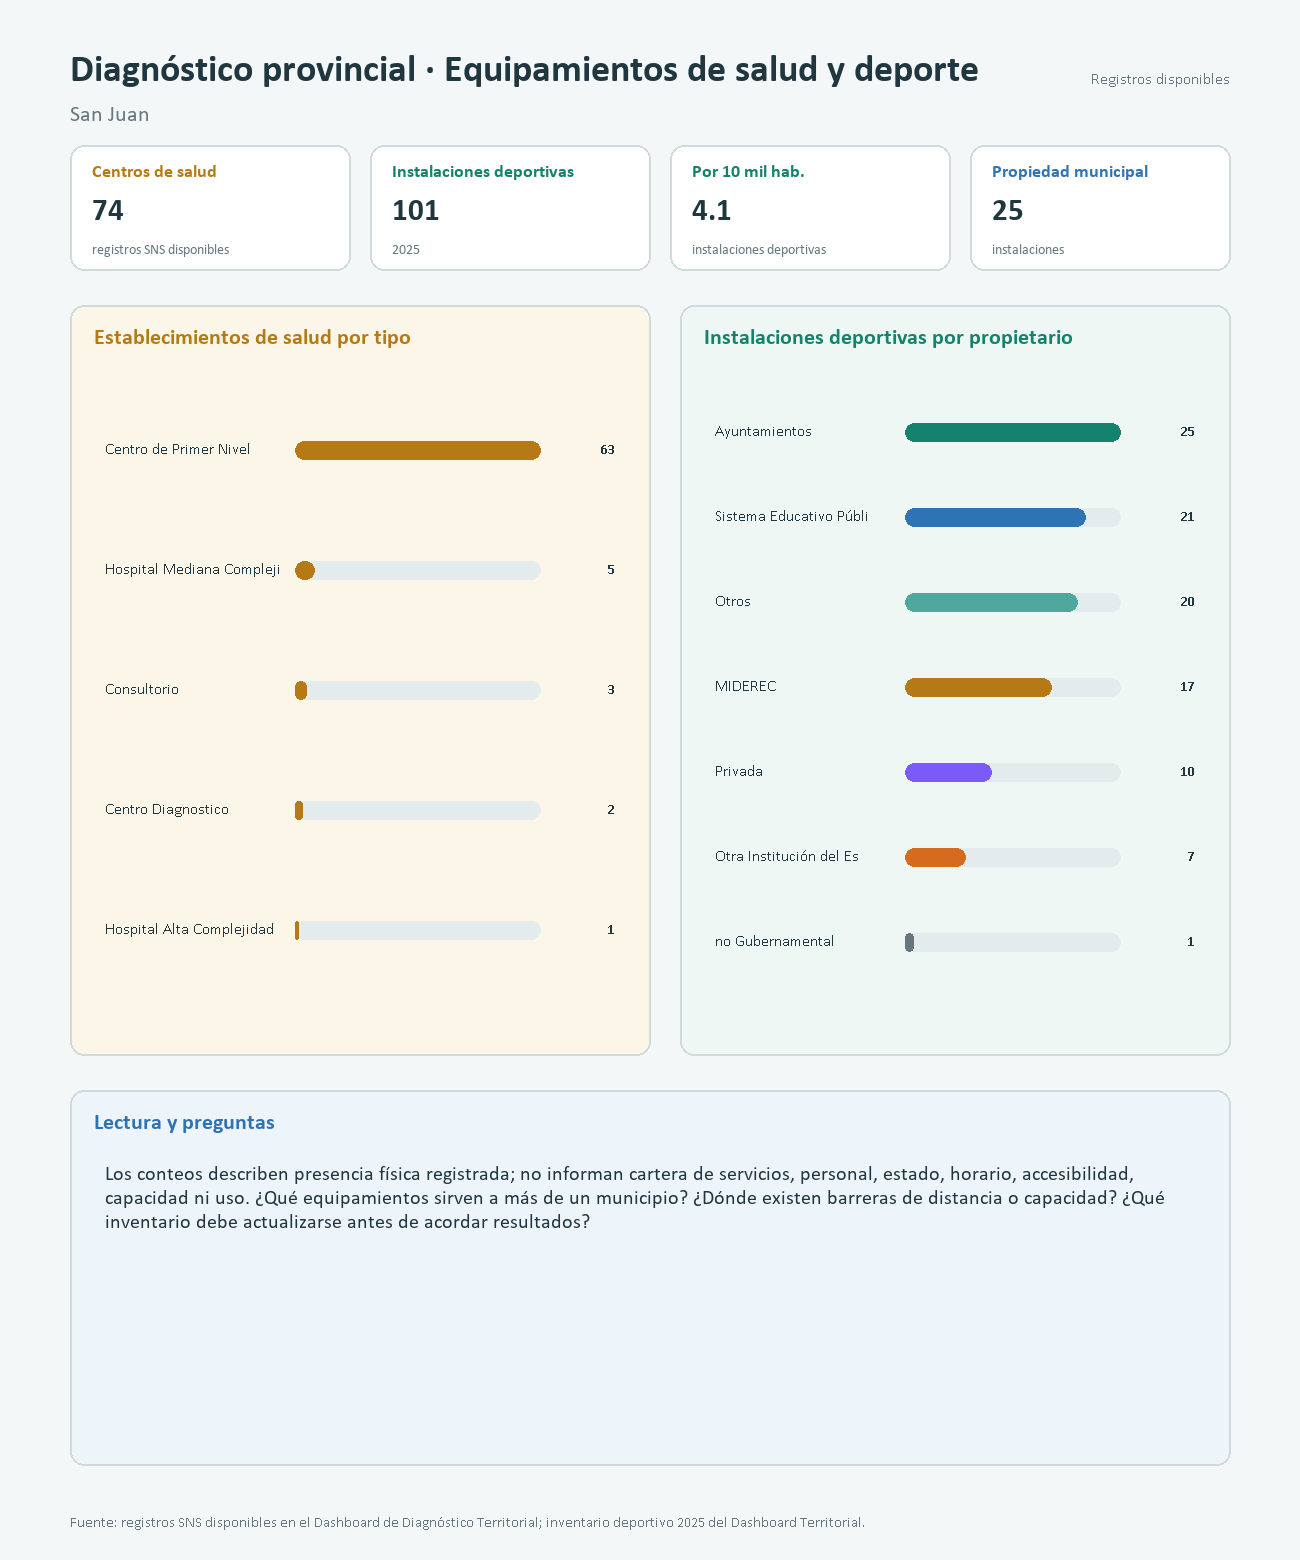 Diagnóstico provincial · Equipamientos de salud y deporte
Registros disponibles
San Juan
Centros de salud
74
registros SNS disponibles
Instalaciones deportivas
101
2025
Por 10 mil hab.
4.1
instalaciones deportivas
Propiedad municipal
25
instalaciones
Establecimientos de salud por tipo
Centro de Primer Nivel 63
Hospital Mediana Compleji 5
Consultorio 3
Centro Diagnostico 2
Hospital Alta Complejidad 1
Instalaciones deportivas por propietario
Ayuntamientos 25
Sistema Educativo Públi 21
Otros 20
MIDEREC 17
Privada 10
Otra Institución del Es 7
no Gubernamental 1
Lectura y preguntas
Los conteos describen presencia física registrada; no informan cartera de servicios, personal, estado, horario, accesibilidad,
capacidad ni uso. ¿Qué equipamientos sirven a más de un municipio? ¿Dónde existen barreras de distancia o capacidad? ¿Qué
inventario debe actualizarse antes de acordar resultados?
Fuente: registros SNS disponibles en el Dashboard de Diagnóstico Territorial; inventario deportivo 2025 del Dashboard Territorial.